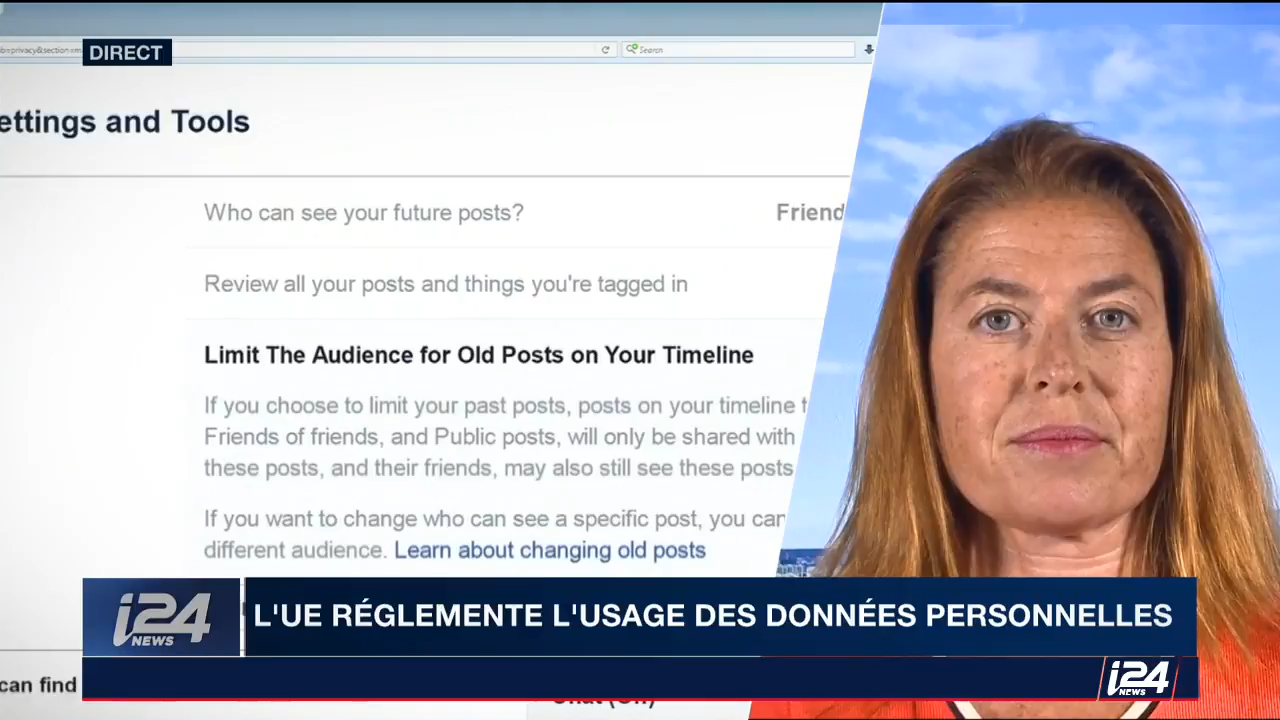 DIRECT
Search
ettings and Tools
Who can see your future posts?
Friend
Review all your posts and things you're tagged in
Limit The Audience for Old Posts on Your Timeline
If you choose to limit your past posts, posts on your timeline t
Friends of friends, and Public posts, will only be shared with
these posts, and their friends, may also still see these posts
If you want to change who can see a specific post, you can
different audience. Learn about changing old posts
i24
NEWS
L'UE RÉGLEMENTE L'USAGE DES DONNÉES PERSONNELLES
can find
i24
NEWS